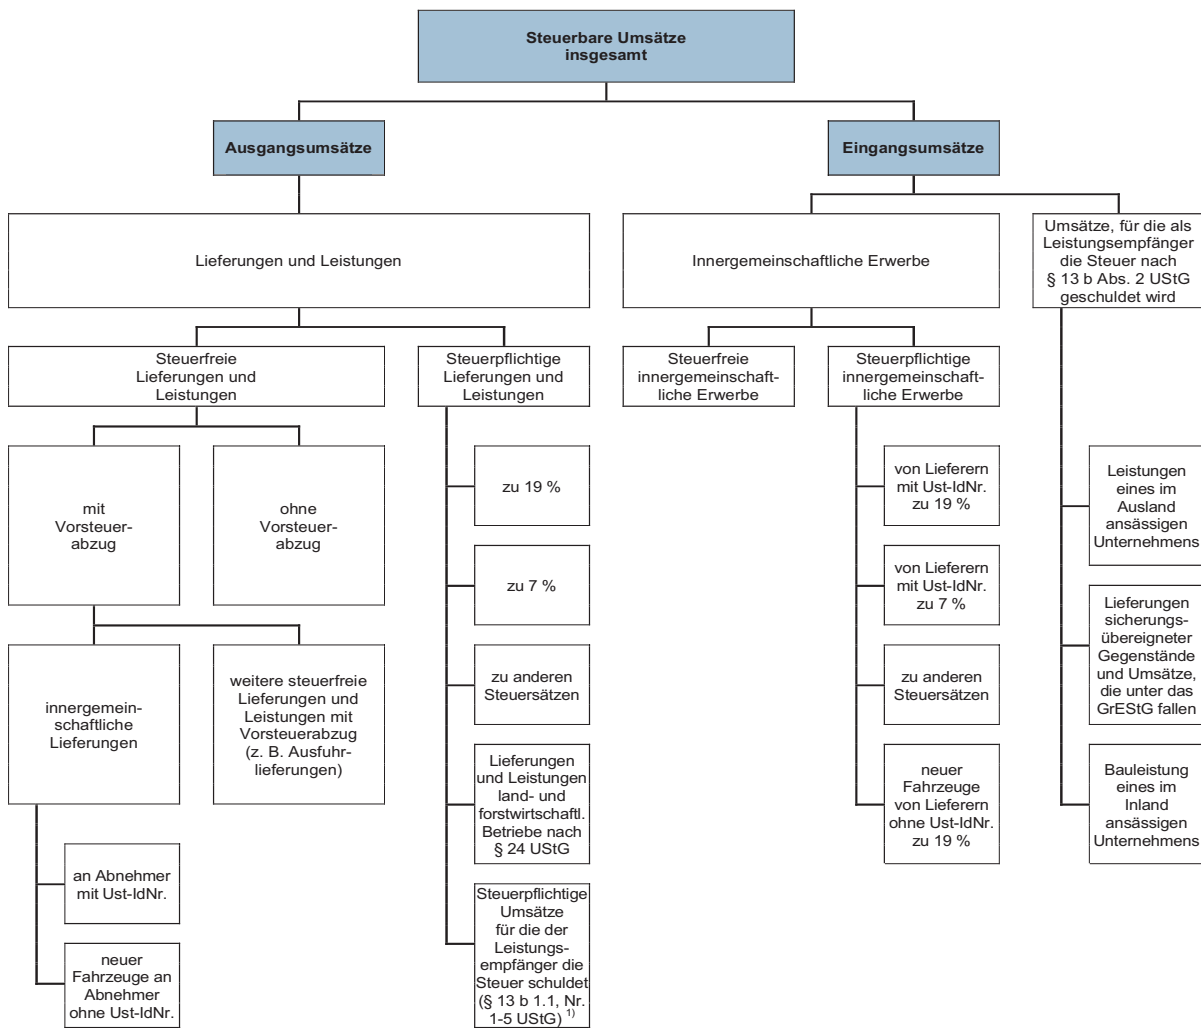 Steuerbare Umsätze
insgesamt
Ausgangsumsätze
Eingangsumsätze
Lieferungen und Leistungen
Innergemeinschaftliche Erwerbe
Umsätze, für die als
Leistungsempfänger
die Steuer nach
§ 13 b Abs. 2 UStG
geschuldet wird
Steuerfreie
Lieferungen und
Leistungen
Steuerpflichtige
Lieferungen und
Leistungen
Steuerfreie
innergemeinschaft-
liche Erwerbe
Steuerpflichtige
innergemeinschaft-
liche Erwerbe
mit
Vorsteuer-
abzug
ohne
Vorsteuer-
abzug
zu 19 %
von Lieferern
mit Ust-IdNr.
zu 19 %
Leistungen
eines im
Ausland
ansässigen
Unternehmens
zu 7 %
von Lieferern
mit Ust-IdNr.
zu 7 %
Lieferungen
sicherungs-
übereigneter
Gegenstände
und Umsätze,
die unter das
GrEStG fallen
innergemein-
schaftliche
Lieferungen
weitere steuerfreie
Lieferungen und
Leistungen mit
Vorsteuerabzug
(z. B. Ausfuhr-
lieferungen)
zu anderen
Steuersätzen
zu anderen
Steuersätzen
Lieferungen
und Leistungen
land- und
forstwirtschaftl.
Betriebe nach
§ 24 UStG
neuer
Fahrzeuge
von Lieferern
ohne Ust-IdNr.
zu 19 %
Bauleistung
eines im
Inland
ansässigen
Unternehmens
an Abnehmer
mit Ust-IdNr.
neuer
Fahrzeuge an
Abnehmer
ohne Ust-IdNr.
Steuerpflichtige
Umsätze
für die der
Leistungs-
empfänger die
Steuer schuldet
(§ 13 b 1.1, Nr.
1-5 UStG) 1)